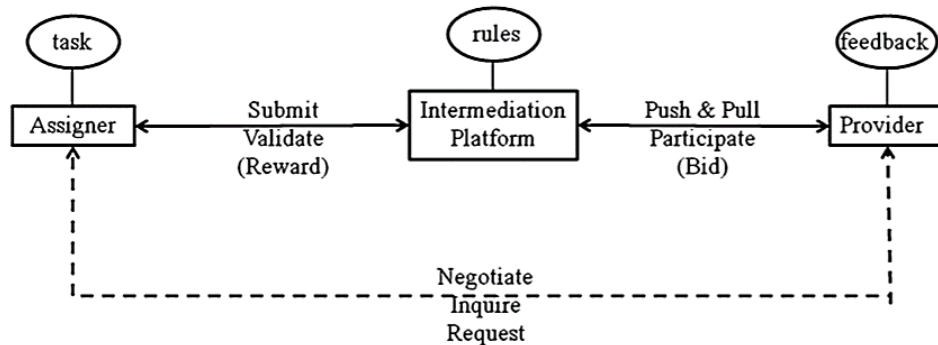 task
rules
feedback
Assigner
Submit
Validate
(Reward)
Intermediation
Platform
Push & Pull
Participate
(Bid)
Provider
Negotiate
Inquire
Request